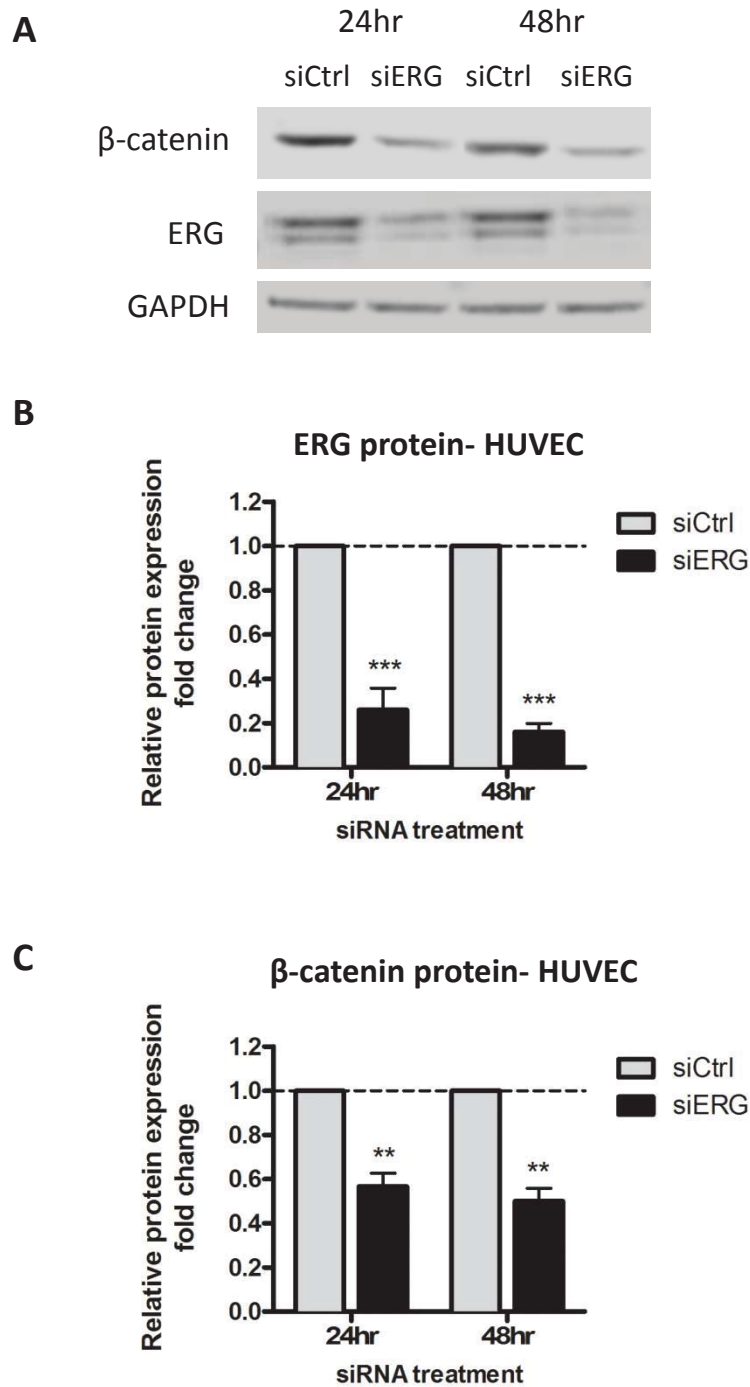 A
24hr 48hr
siCtrl siERG siCtrl siERG
β-catenin
ERG
GAPDH
B
ERG protein- HUVEC
Relative protein expression
fold change
1.2
1.0
0.8
0.6
0.4
0.2
0.0
***
***
24hr 48hr
siRNA treatment
siCtrl
siERG
C
β-catenin protein- HUVEC
Relative protein expression
fold change
1.2
1.0
0.8
0.6
0.4
0.2
0.0
**
**
24hr 48hr
siRNA treatment
siCtrl
siERG